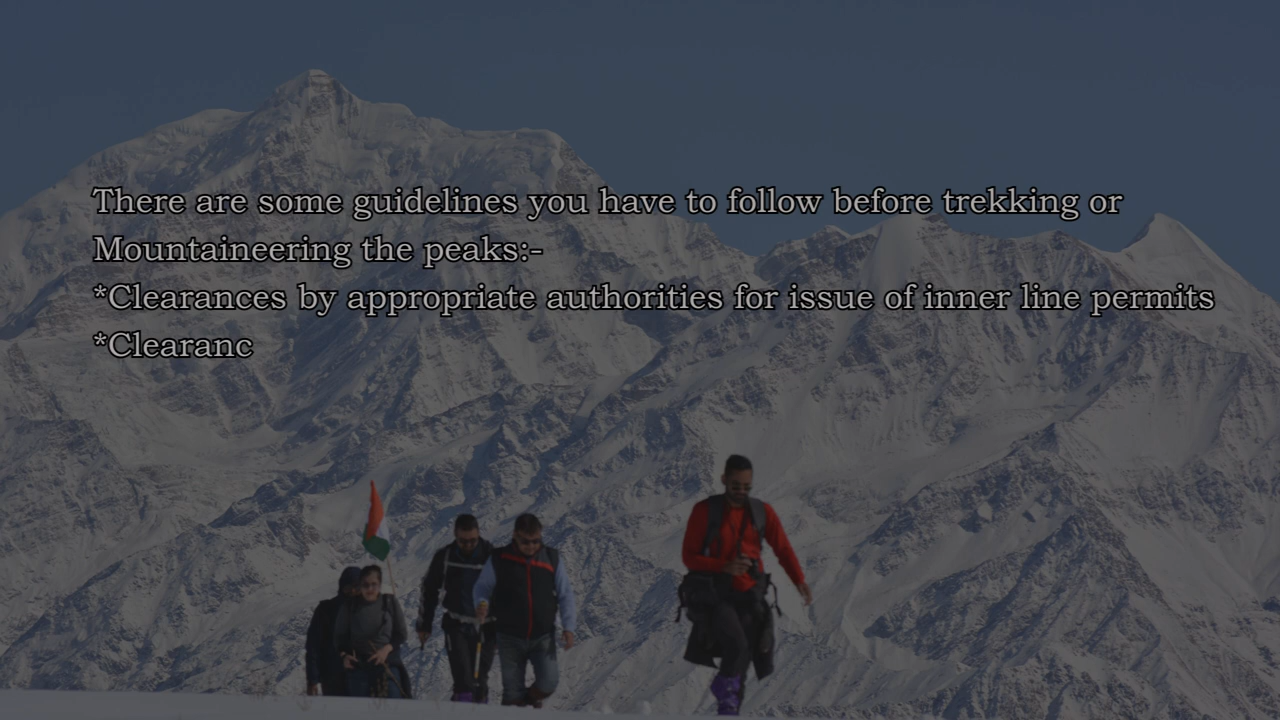 There are some guidelines you have to follow before trekking or
Mountaineering the peaks:-
*Clearances by appropriate authorities for issue of inner line permits
*Clearanc